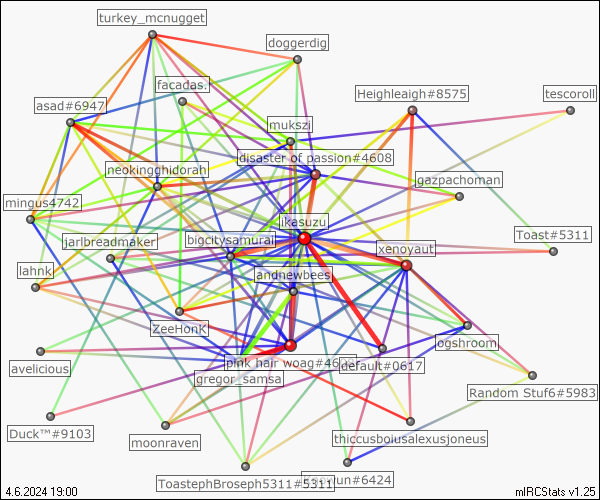 turkey_mcnugget
doggerdig
facadas.
Heighleaigh#8575
tescoroll
asad#6947
mukszi
disaster of passion#4608
neokinghidorah
gazpachoman
mingus4742
ikasuzu
jarlbreadmaker
bigcitysamurai
xenoyaut
Toast#5311
lahnk
andnewbees
ZeeHonk
ogshroom
avelicious
pink hair woag#46
default#0617
gregor_samsa
Random Stuf6#5983
Duck™#9103
moonraven
thiccusboiusalexusjoneus
ToastephBroseph5311#5311
un#6424
4.6.2024 19:00
mIRCStats v1.25